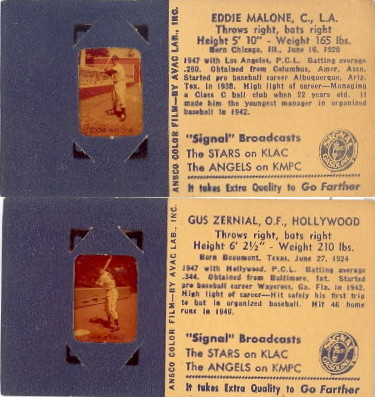 EDDIE MALONE
ANSCO COLOR FILM—BY AVAC LAB., INC.
EDDIE MALONE, C., L.A.
Throws right, bats right
Height 5' 10" - Weight 165 lbs.
Born Chicago, Ill., June 16, 1920
1947 with Los Angeles, P.C.L. Batting average
.260. Obtained from Columbus, Amer. Assn.
Started pro baseball career Albuquerque, Ariz.
Tex. in 1938. High light of career—Managing
a Class C ball club when 22 years old. It
made him the youngest manager in organized
baseball in 1942.
"Signal" Broadcasts
The STARS on KLAC
The ANGELS on KMPC
SIGNAL
GASOLINE
It takes Extra Quality to Go Farther
ANSCO COLOR FILM—BY AVAC LAB., INC.
GUS ZERNIAL, O.F., HOLLYWOOD
Throws right, bats right
Height 6' 2½" - Weight 210 lbs.
Born Beaumont, Texas, June 27, 1924
1947 with Hollywood, P.C.L. Batting average
.344. Obtained from Baltimore, Int. Started
pro baseball career Waycross, Ga. Fla. in 1942.
High light of career—Hit safely his first trip
to bat in organized baseball. Hit 46 home
runs in 1946.
"Signal" Broadcasts
The STARS on KLAC
The ANGELS on KMPC
SIGNAL
GASOLINE
It takes Extra Quality to Go Farther